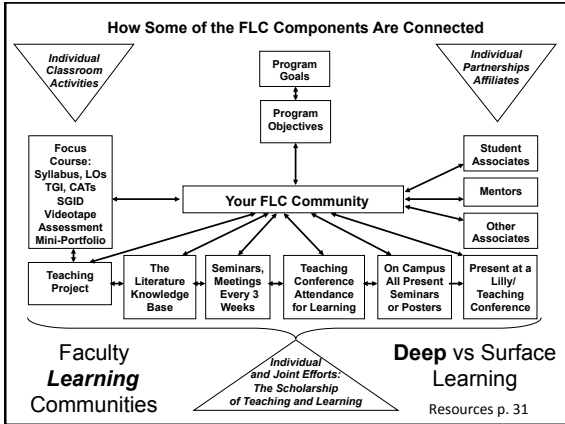 How Some of the FLC Components Are Connected
Individual
Classroom
Activities
Program
Goals
Individual
Partnerships
Affiliates
Program
Objectives
Focus
Course:
Syllabus, LOs
TGI, CATs
SGID
Videotape
Assessment
Mini-Portfolio
Your FLC Community
Student
Associates
Mentors
Other
Associates
Teaching
Project
The
Literature
Knowledge
Base
Seminars,
Meetings
Every 3
Weeks
Teaching
Conference
Attendance
for Learning
On Campus
All Present
Seminars
or Posters
Present at a
Lilly/
Teaching
Conference
Faculty
Learning
Communities
Individual
and Joint Efforts:
The Scholarship
of Teaching and Learning
Deep vs Surface
Learning
Resources p. 31